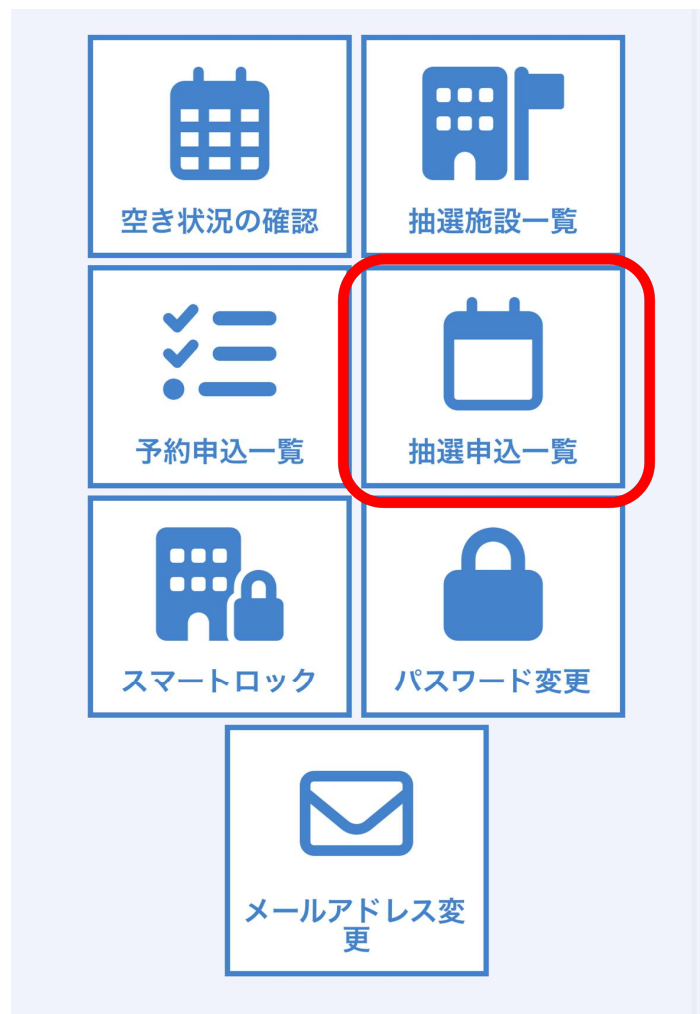 空き状況の確認
抽選施設一覧
予約申込一覧
抽選申込一覧
スマートロック
パスワード変更
メールアドレス変
更